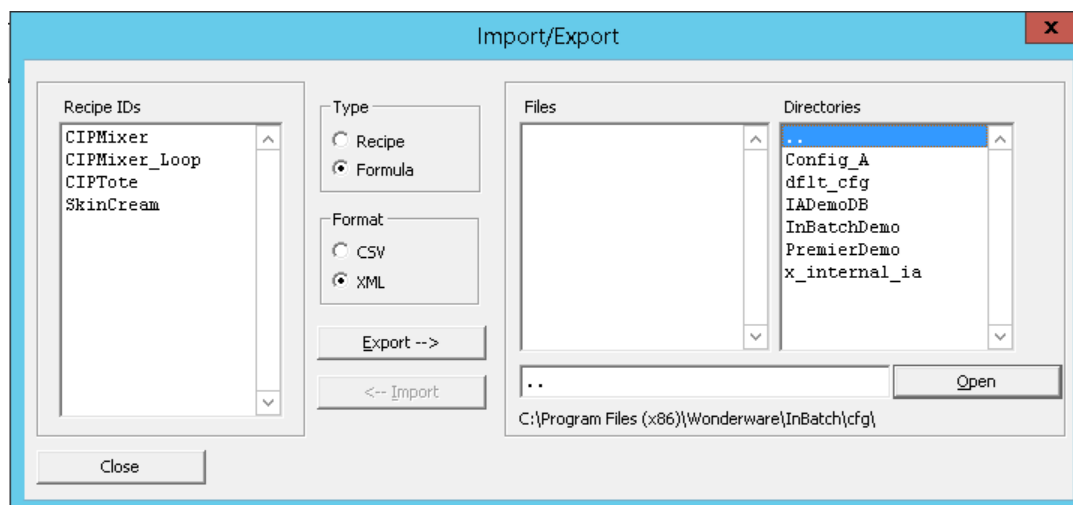 Import/Export
x
Recipe IDs
CIPMixer
CIPMixer_Loop
CIPTote
SkinCream
Type
Recipe
Formula
Format
CSV
XML
Export -->
<-- Import
Files
Directories
..
Config_A
dflt_cfg
IADemoDB
InBatchDemo
PremierDemo
x_internal_ia
..
Open
C:\Program Files (x86)\Wonderware\InBatch\cfg\
Close